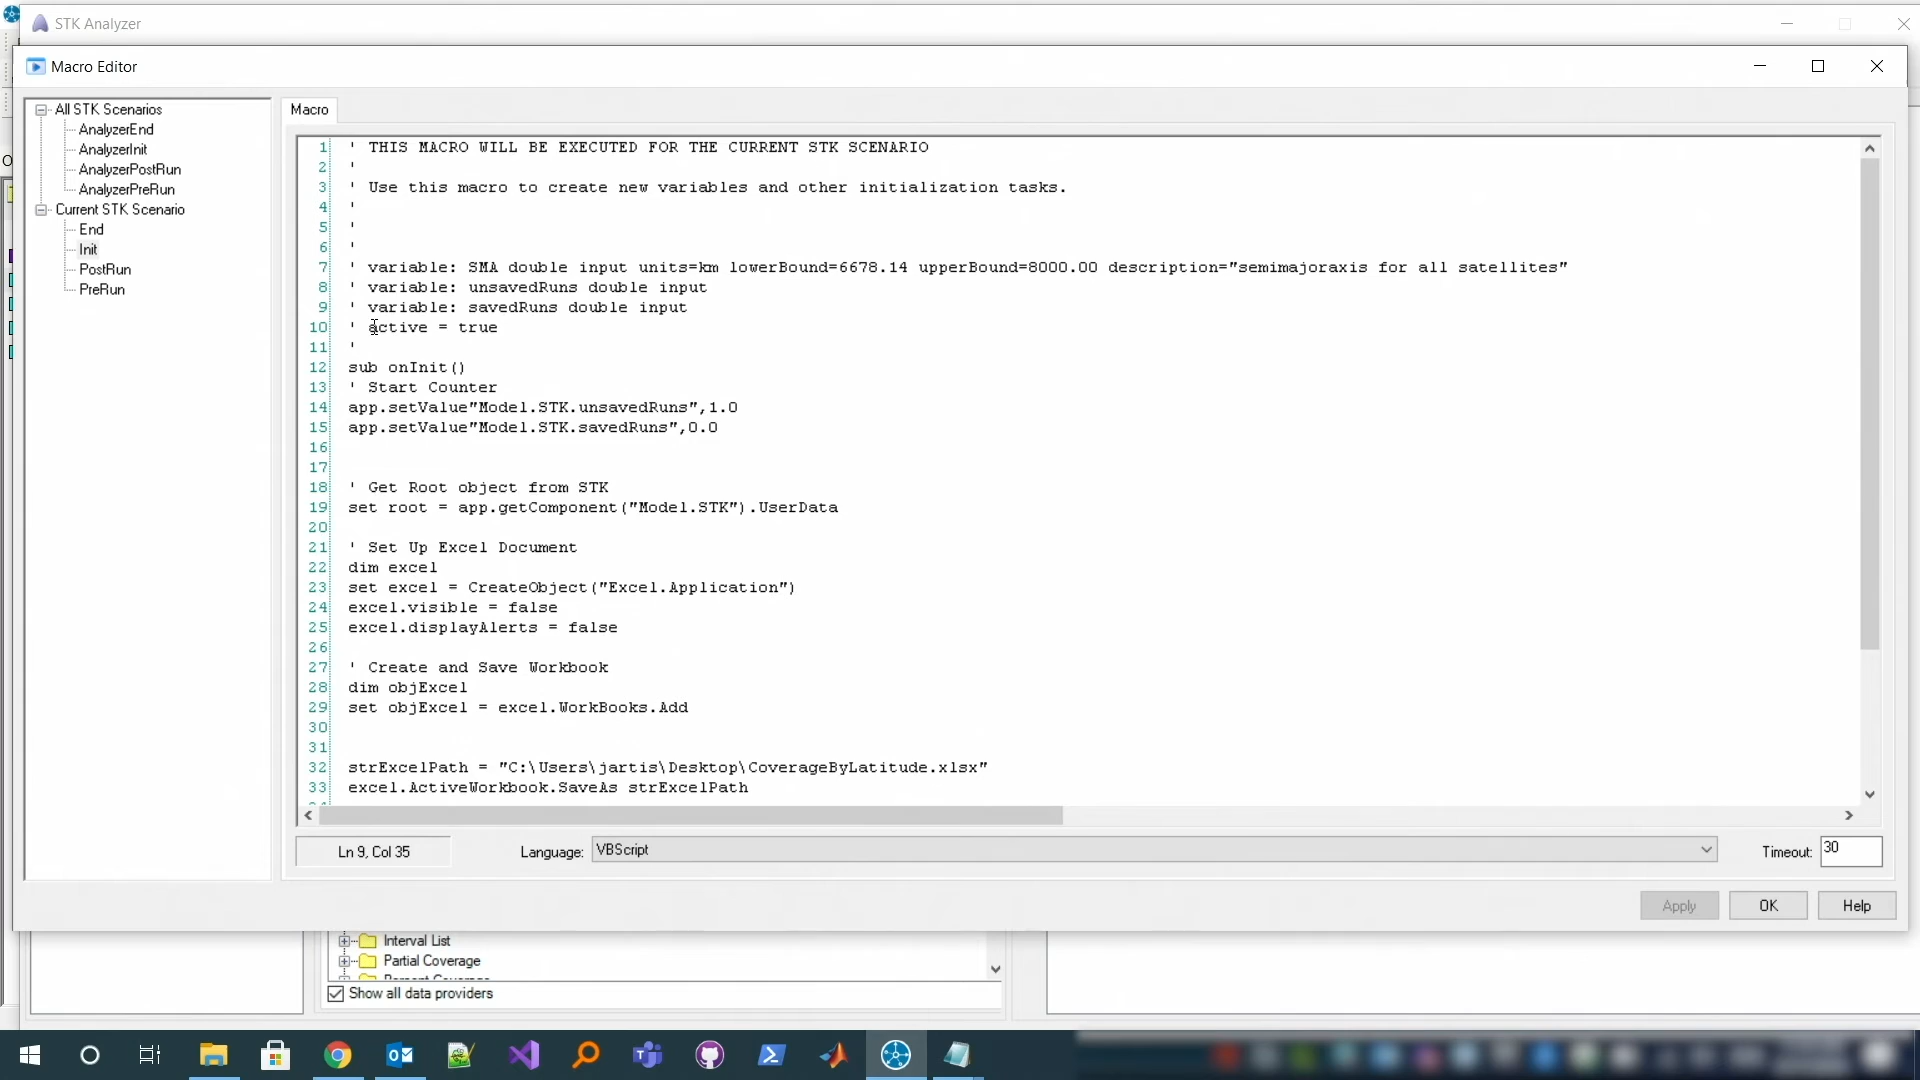 STK Analyzer
Macro Editor
All STK Scenarios
AnalyzerEnd
AnalyzerInit
AnalyzerPostRun
AnalyzerPreRun
Current STK Scenario
End
Init
PostRun
PreRun
Macro
1 ' THIS MACRO WILL BE EXECUTED FOR THE CURRENT STK SCENARIO
2 '
3 ' Use this macro to create new variables and other initialization tasks.
4 '
5 '
6 '
7 ' variable: SMA double input units=km lowerBound=6678.14 upperBound=8000.00 description="semimajoraxis for all satellites"
8 ' variable: unsavedRuns double input
9 ' variable: savedRuns double input
10 ' active = true
11 '
12 sub onInit()
13 ' Start Counter
14 app.setValue"Model.STK.unsavedRuns",1.0
15 app.setValue"Model.STK.savedRuns",0.0
16
17
18 ' Get Root object from STK
19 set root = app.getComponent("Model.STK").UserData
20
21 ' Set Up Excel Document
22 dim excel
23 set excel = CreateObject("Excel.Application")
24 excel.visible = false
25 excel.displayAlerts = false
26
27 ' Create and Save Workbook
28 dim objExcel
29 set objExcel = excel.WorkBooks.Add
30
31
32 strExcelPath = "C:\Users\jartis\Desktop\CoverageByLatitude.xlsx"
33 excel.ActiveWorkbook.SaveAs strExcelPath
Ln 9, Col 35
Language: VBScript
Timeout: 30
Apply OK Help
Interval List
Partial Coverage
Show all data providers